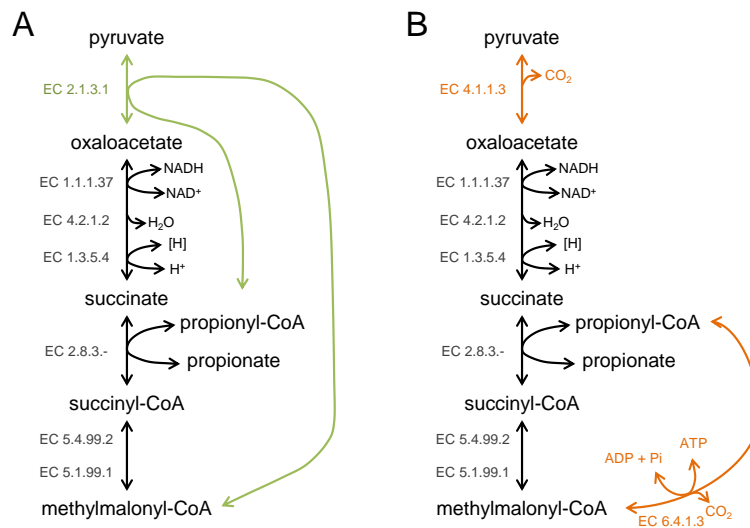 A
pyruvate
EC 2.1.3.1
oxaloacetate
NADH
EC 1.1.1.37
NAD⁺
EC 4.2.1.2
H₂O
[H]
EC 1.3.5.4
H⁺
succinate
propionyl-CoA
EC 2.8.3.-
propionate
succinyl-CoA
EC 5.4.99.2
EC 5.1.99.1
methylmalonyl-CoA
B
pyruvate
EC 4.1.1.3
CO₂
oxaloacetate
NADH
EC 1.1.1.37
NAD⁺
EC 4.2.1.2
H₂O
[H]
EC 1.3.5.4
H⁺
succinate
propionyl-CoA
EC 2.8.3.-
propionate
succinyl-CoA
EC 5.4.99.2
ATP
ADP + Pi
EC 5.1.99.1
methylmalonyl-CoA
CO₂
EC 6.4.1.3